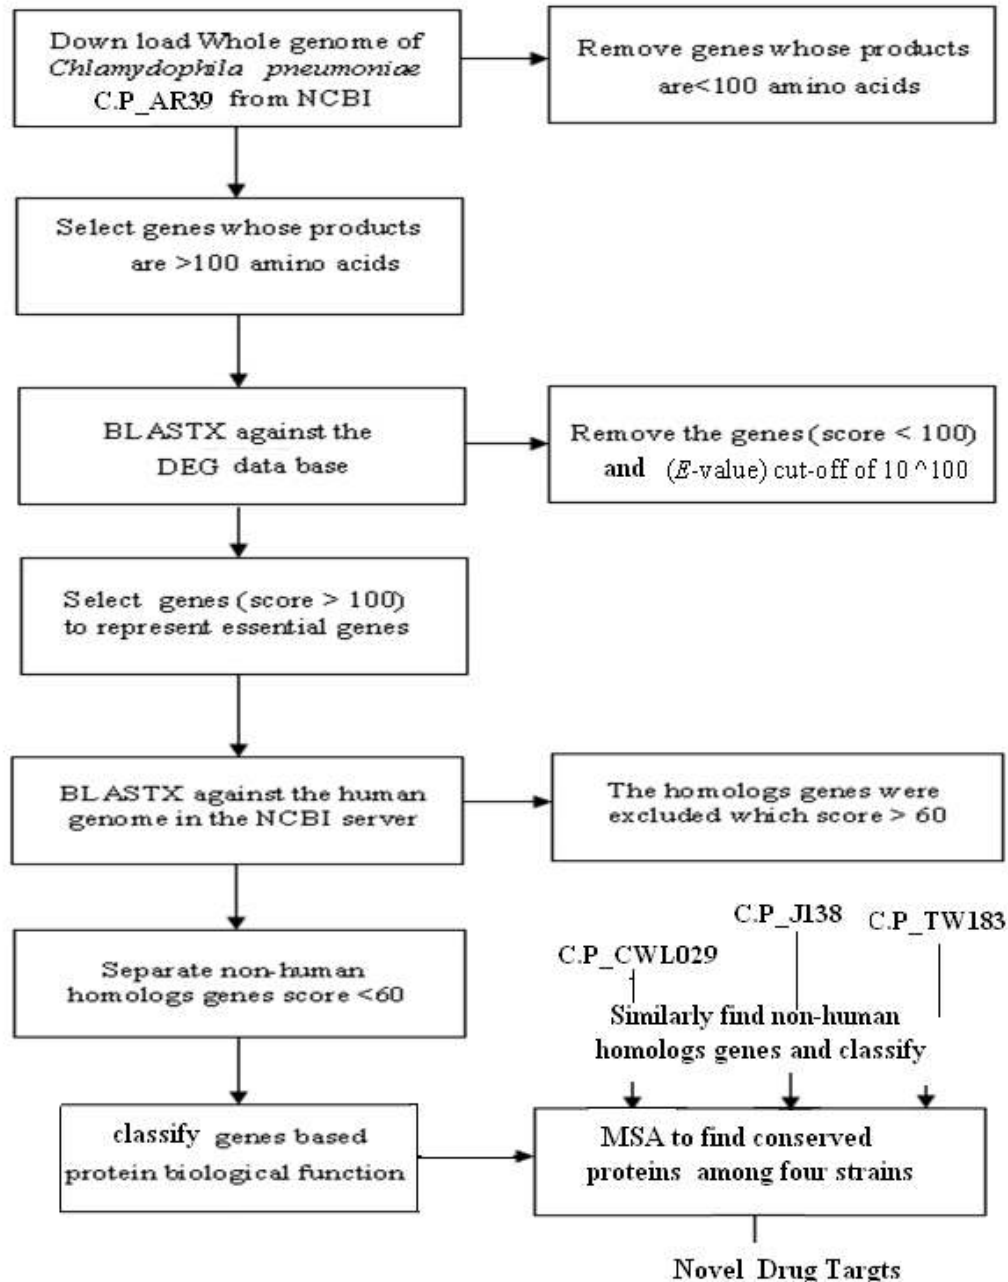 Down load Whole genome of
Chlamydophila pneumoniae
C.P_AR39 from NCBI
Remove genes whose products
are<100 amino acids
Select genes whose products
are >100 amino acids
BLASTX against the
DEG data base
Remove the genes (score < 100)
and (E-value) cut-off of 10 ^100
Select genes (score > 100)
to represent essential genes
BLASTX against the human
genome in the NCBI server
The homologs genes were
excluded which score > 60
Separate non-human
homologs genes score <60
C.P_CWL029
C.P_J138
C.P_TW183
Similarly find non-human
homologs genes and classify
classify genes based
protein biological function
MSA to find conserved
proteins among four strains
Novel Drug Targts